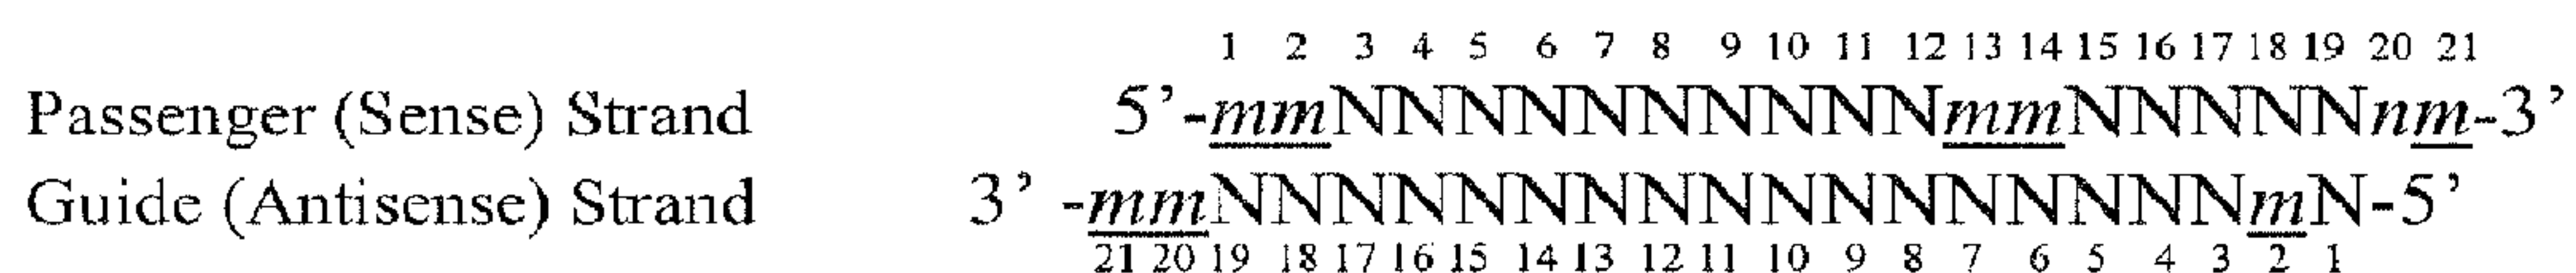 1 2 3 4 5 6 7 8 9 10 11 12 13 14 15 16 17 18 19 20 21
Passenger (Sense) Strand 5’-mmNNNNNNNNNNmmNNNNNnm-3’
Guide (Antisense) Strand 3’ -mmNNNNNNNNNNNNNNNNNmN-5’
21 20 19 18 17 16 15 14 13 12 11 10 9 8 7 6 5 4 3 2 1